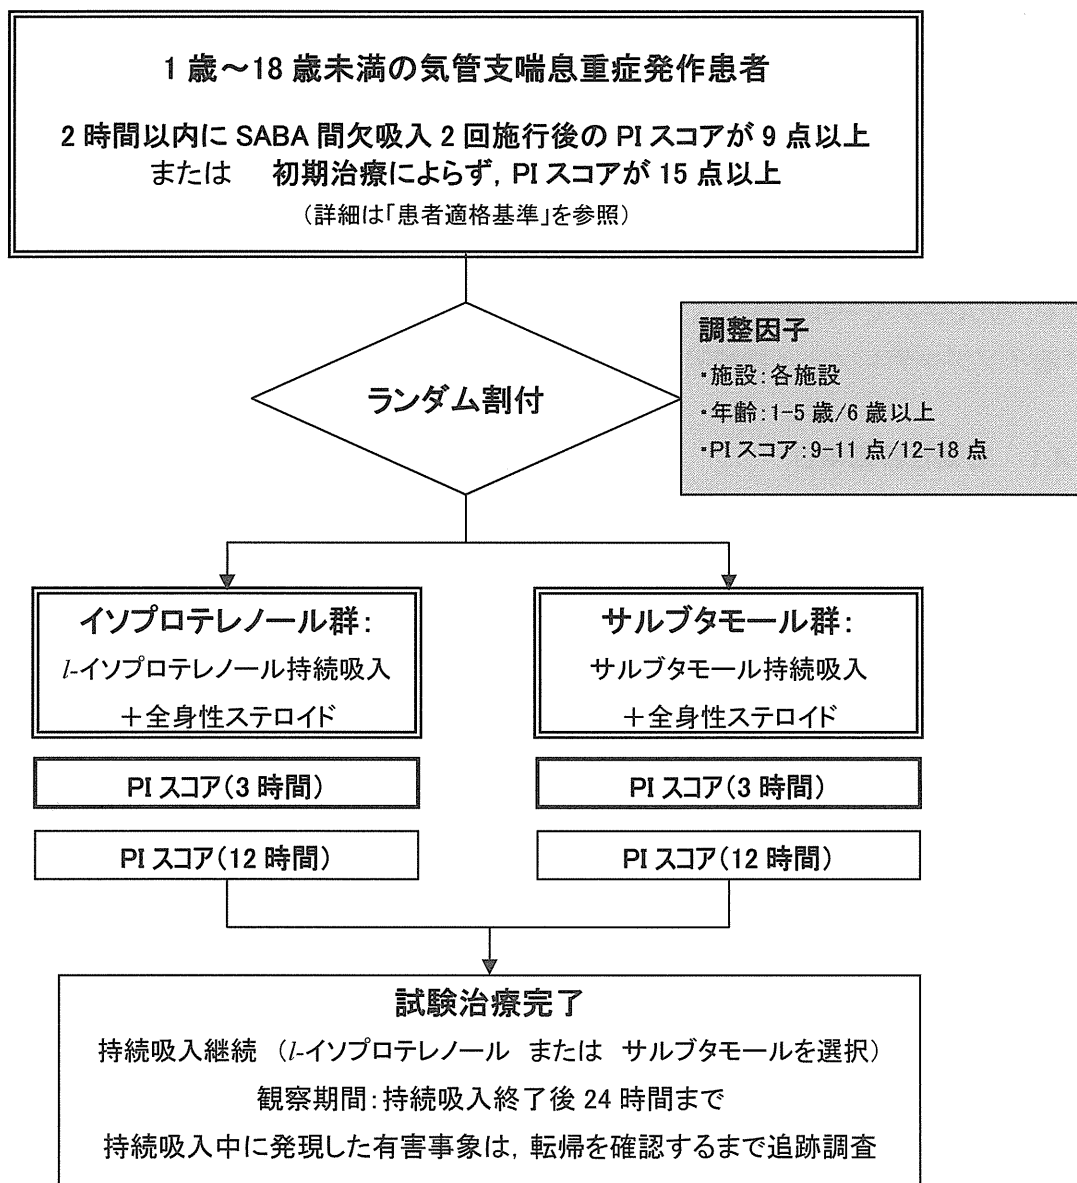 1 歳～18 歳未満の気管支喘息重症発作患者
2 時間以内に SABA 間欠吸入 2 回施行後の PI スコアが 9 点以上
または 初期治療によらず, PI スコアが 15 点以上
（詳細は「患者適格基準」を参照）
ランダム割付
調整因子
・施設：各施設
・年齢：1-5 歳/6 歳以上
・PI スコア：9-11 点/12-18 点
イソプロテレノール群：
l-イソプロテレノール持続吸入
＋全身性ステロイド
サルブタモール群：
サルブタモール持続吸入
＋全身性ステロイド
PI スコア（3 時間）
PI スコア（3 時間）
PI スコア（12 時間）
PI スコア（12 時間）
試験治療完了
持続吸入継続 （l-イソプロテレノール または サルブタモールを選択）
観察期間：持続吸入終了後 24 時間まで
持続吸入中に発現した有害事象は, 転帰を確認するまで追跡調査